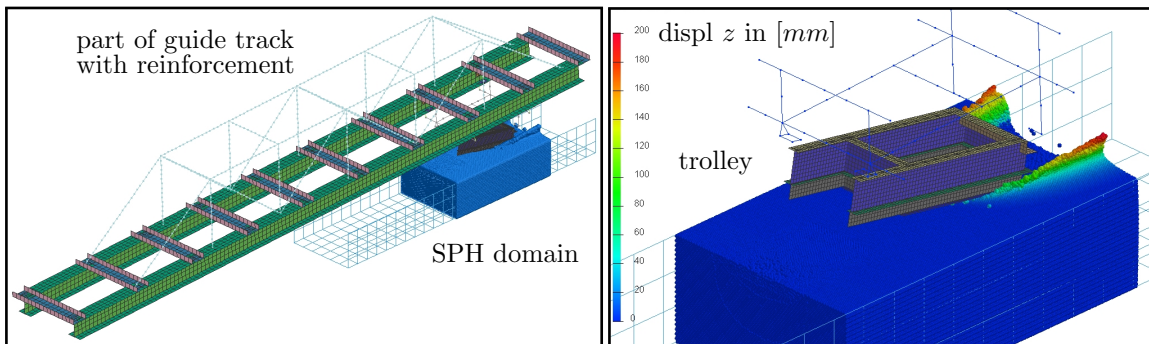 part of guide track
with reinforcement
SPH domain
displ z in [mm]
200
180
160
140
120
100
80
60
40
20
0
trolley